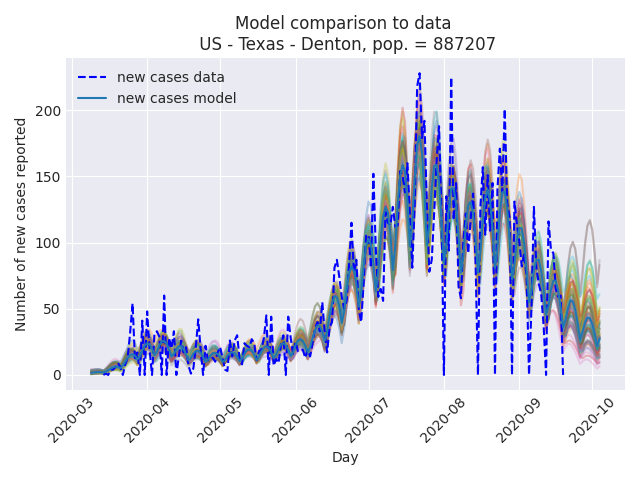 Model comparison to data
US - Texas - Denton, pop. = 887207
new cases data
new cases model
Number of new cases reported
200
150
100
50
0
2020-03
2020-04
2020-05
2020-06
2020-07
2020-08
2020-09
2020-10
Day